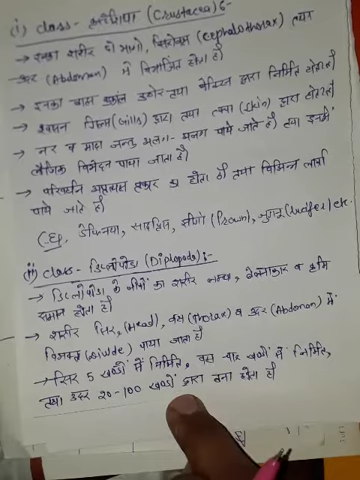 (i) class - क्रस्टेशिया (Crustacea) :-
→ इनका शरीर दो भागों, शिरोवक्ष (Cephalothorax) तथा
उदर (Abdomen) में विभाजित होता है।
→ इनका बाह्य कंकाल कठोर तथा काइटिन द्वारा निर्मित होता है।
→ श्वसन गिल्स (Gills) द्वारा तथा त्वचा (Skin) द्वारा होता है।
→ नर व मादा जन्तु अलग-अलग पाये जाते हैं तथा इनमें
लैंगिक विभेदन पाया जाता है।
→ परिवर्धन अप्रत्यक्ष प्रकार का होता है तथा विभिन्न लार्वा
पाये जाते हैं।
Eg. डेफनिया, साइक्लोप, झींगा (Prawn), etc.
(ii) class - डिप्लोपोडा (Diplopoda) :-
→ डिप्लोपोडा के जीवों का शरीर लम्बा, बेलनाकार व कृमि
समान होता है।
→ शरीर सिर, (Head), वक्ष (Thorax) व उदर (Abdomen) में
विभक्त (Divide) पाया जाता है।
→ सिर 5 खण्डों में निर्मित, वक्ष चार खण्डों से निर्मित,
तथा उदर 20-100 खण्डों द्वारा बना होता है।